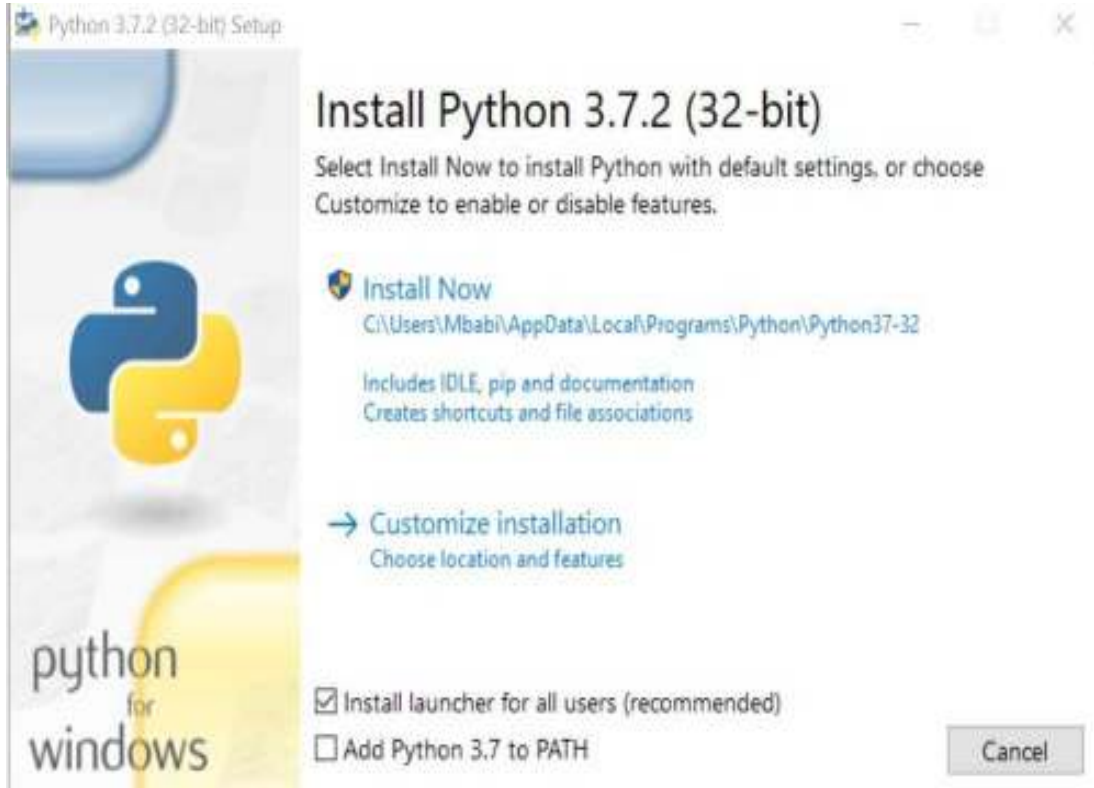 Python 3.7.2 (32-bit) Setup
Install Python 3.7.2 (32-bit)
Select Install Now to install Python with default settings, or choose
Customize to enable or disable features.
Install Now
C:\Users\Mbabi\AppData\Local\Programs\Python\Python37-32
Includes IDLE, pip and documentation
Creates shortcuts and file associations
Customize installation
Choose location and features
python
for
windows
Install launcher for all users (recommended)
Add Python 3.7 to PATH
Cancel